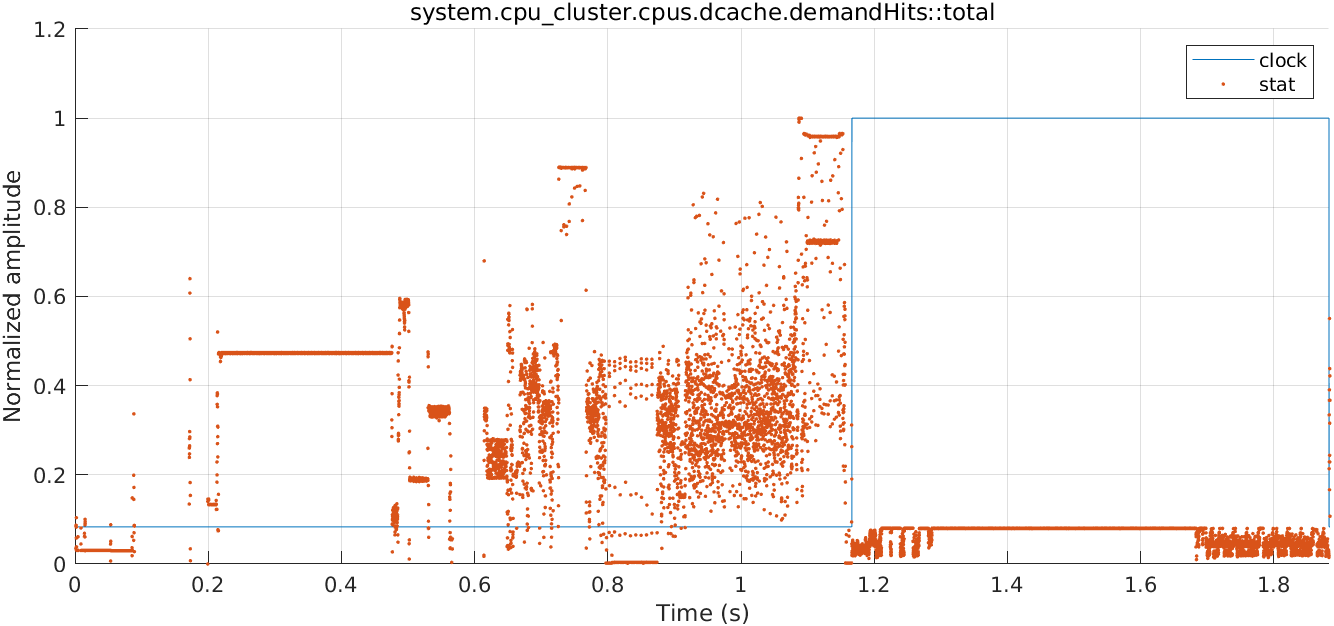 system.cpu_cluster.cpus.dcache.demandHits::total
1.2
1
0.8
0.6
0.4
0.2
0
Normalized amplitude
clock
stat
0 0.2 0.4 0.6 0.8 1 1.2 1.4 1.6 1.8
Time (s)